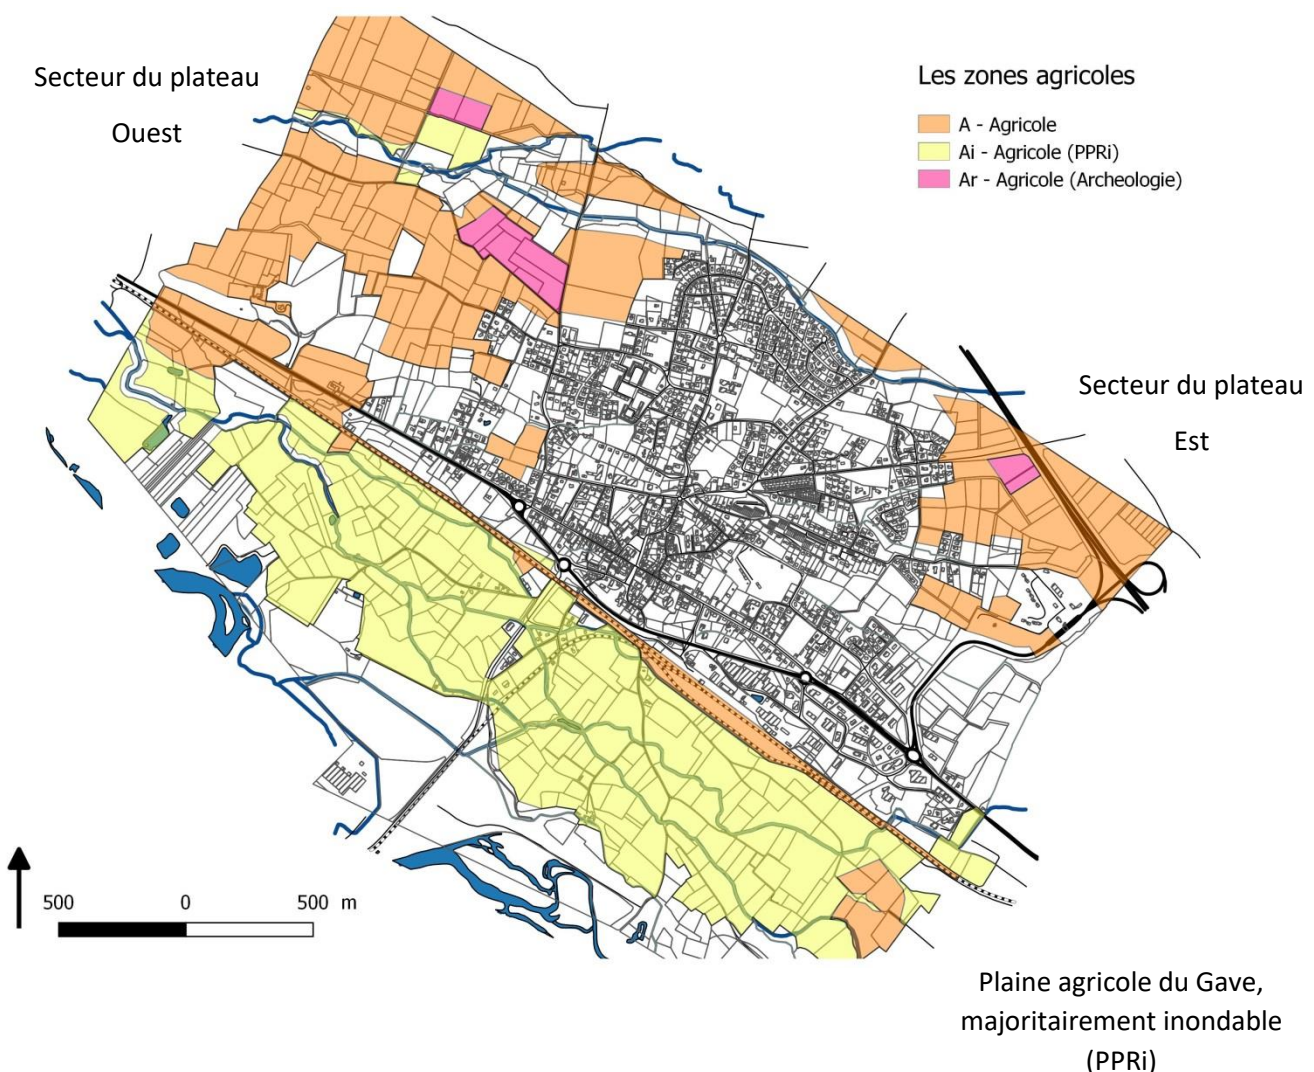 Secteur du plateau
Ouest
Les zones agricoles
A - Agricole
Ai - Agricole (PPRi)
Ar - Agricole (Archeologie)
Secteur du plateau
Est
500 0 500 m
Plaine agricole du Gave,
majoritairement inondable
(PPRi)